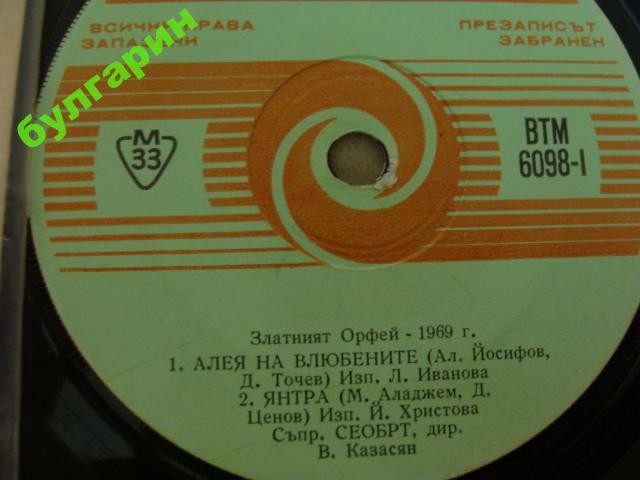 ВСИЧКИ ПРАВА
ЗАПАЗЕНИ
ПРЕЗАПИСЪТ
ЗАБРАНЕН
българин
М
33
ВТМ
6098-I
Златният Орфей - 1969 г.
1. АЛЕЯ НА ВЛЮБЕНИТЕ (Ал. Йосифов,
Д. Точев) Изп. Л. Иванова
2. ЯНТРА (М. Аладжем, Д.
Ценов) Изп. Й. Христова
Съпр. СЕОБРТ, дир.
В. Казасян